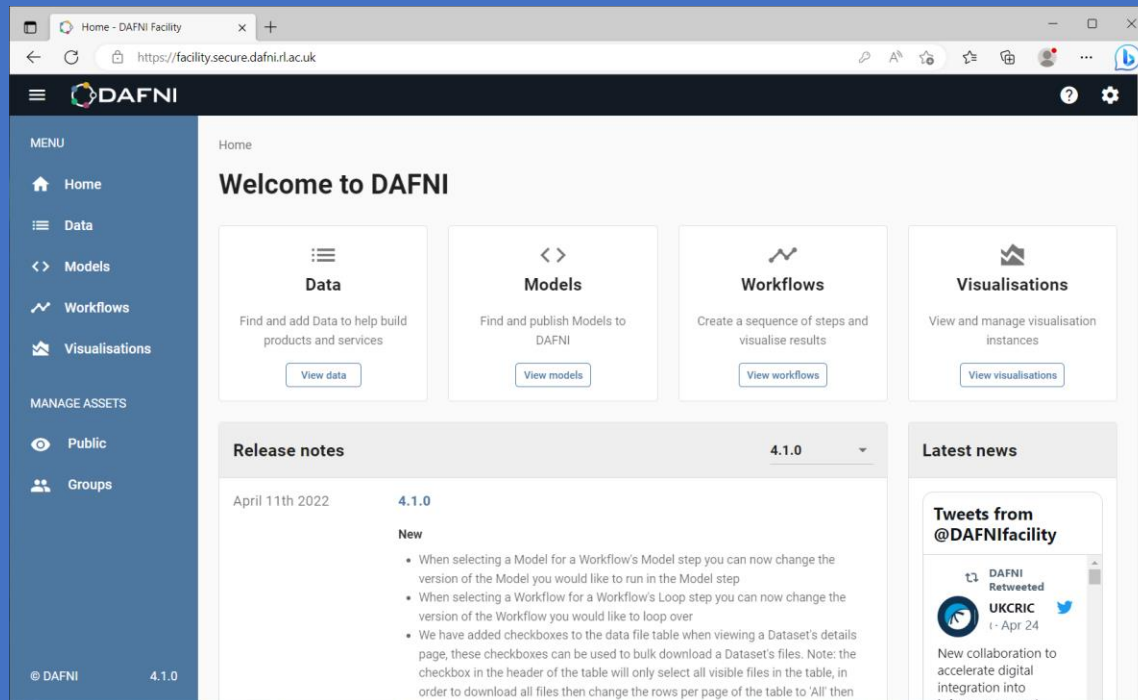 Home - DAFNI Facility
https://facility.secure.dafni.rl.ac.uk
DAFNI
MENU
Home
Data
Models
Workflows
Visualisations
MANAGE ASSETS
Public
Groups
© DAFNI 4.1.0
Home
Welcome to DAFNI
Data
Find and add Data to help build
products and services
View data
Models
Find and publish Models to
DAFNI
View models
Workflows
Create a sequence of steps and
visualise results
View workflows
Visualisations
View and manage visualisation
instances
View visualisations
Release notes 4.1.0
April 11th 2022 4.1.0
New
• When selecting a Model for a Workflow's Model step you can now change the
version of the Model you would like to run in the Model step
• When selecting a Workflow for a Workflow's Loop step you can now change the
version of the Workflow you would like to loop over
• We have added checkboxes to the data file table when viewing a Dataset's details
page, these checkboxes can be used to bulk download a Dataset's files. Note: the
checkbox in the header of the table will only select all visible files in the table, in
order to download all files then change the rows per page of the table to 'All' then
Latest news
Tweets from
@DAFNIfacility
DAFNI
Retweeted
UKCRIC
· Apr 24
New collaboration to
accelerate digital
integration into